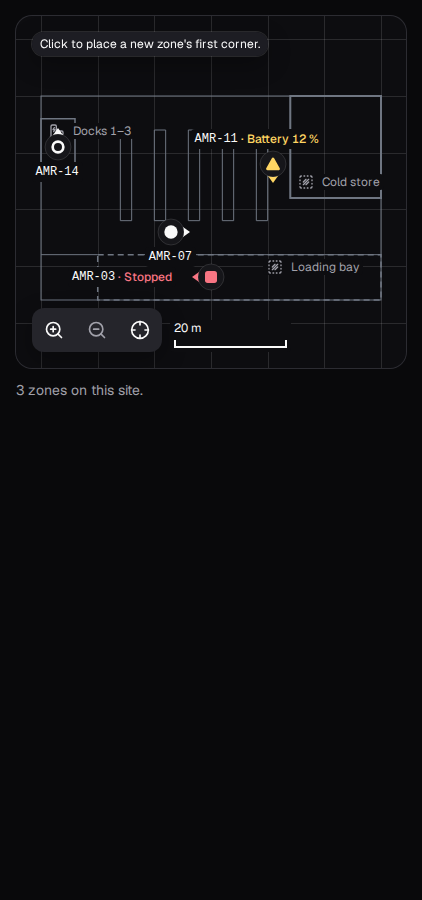 Click to place a new zone's first corner.
Docks 1–3
AMR-11 · Battery 12 %
AMR-14
Cold store
AMR-07
Loading bay
AMR-03 · Stopped
20 m
3 zones on this site.